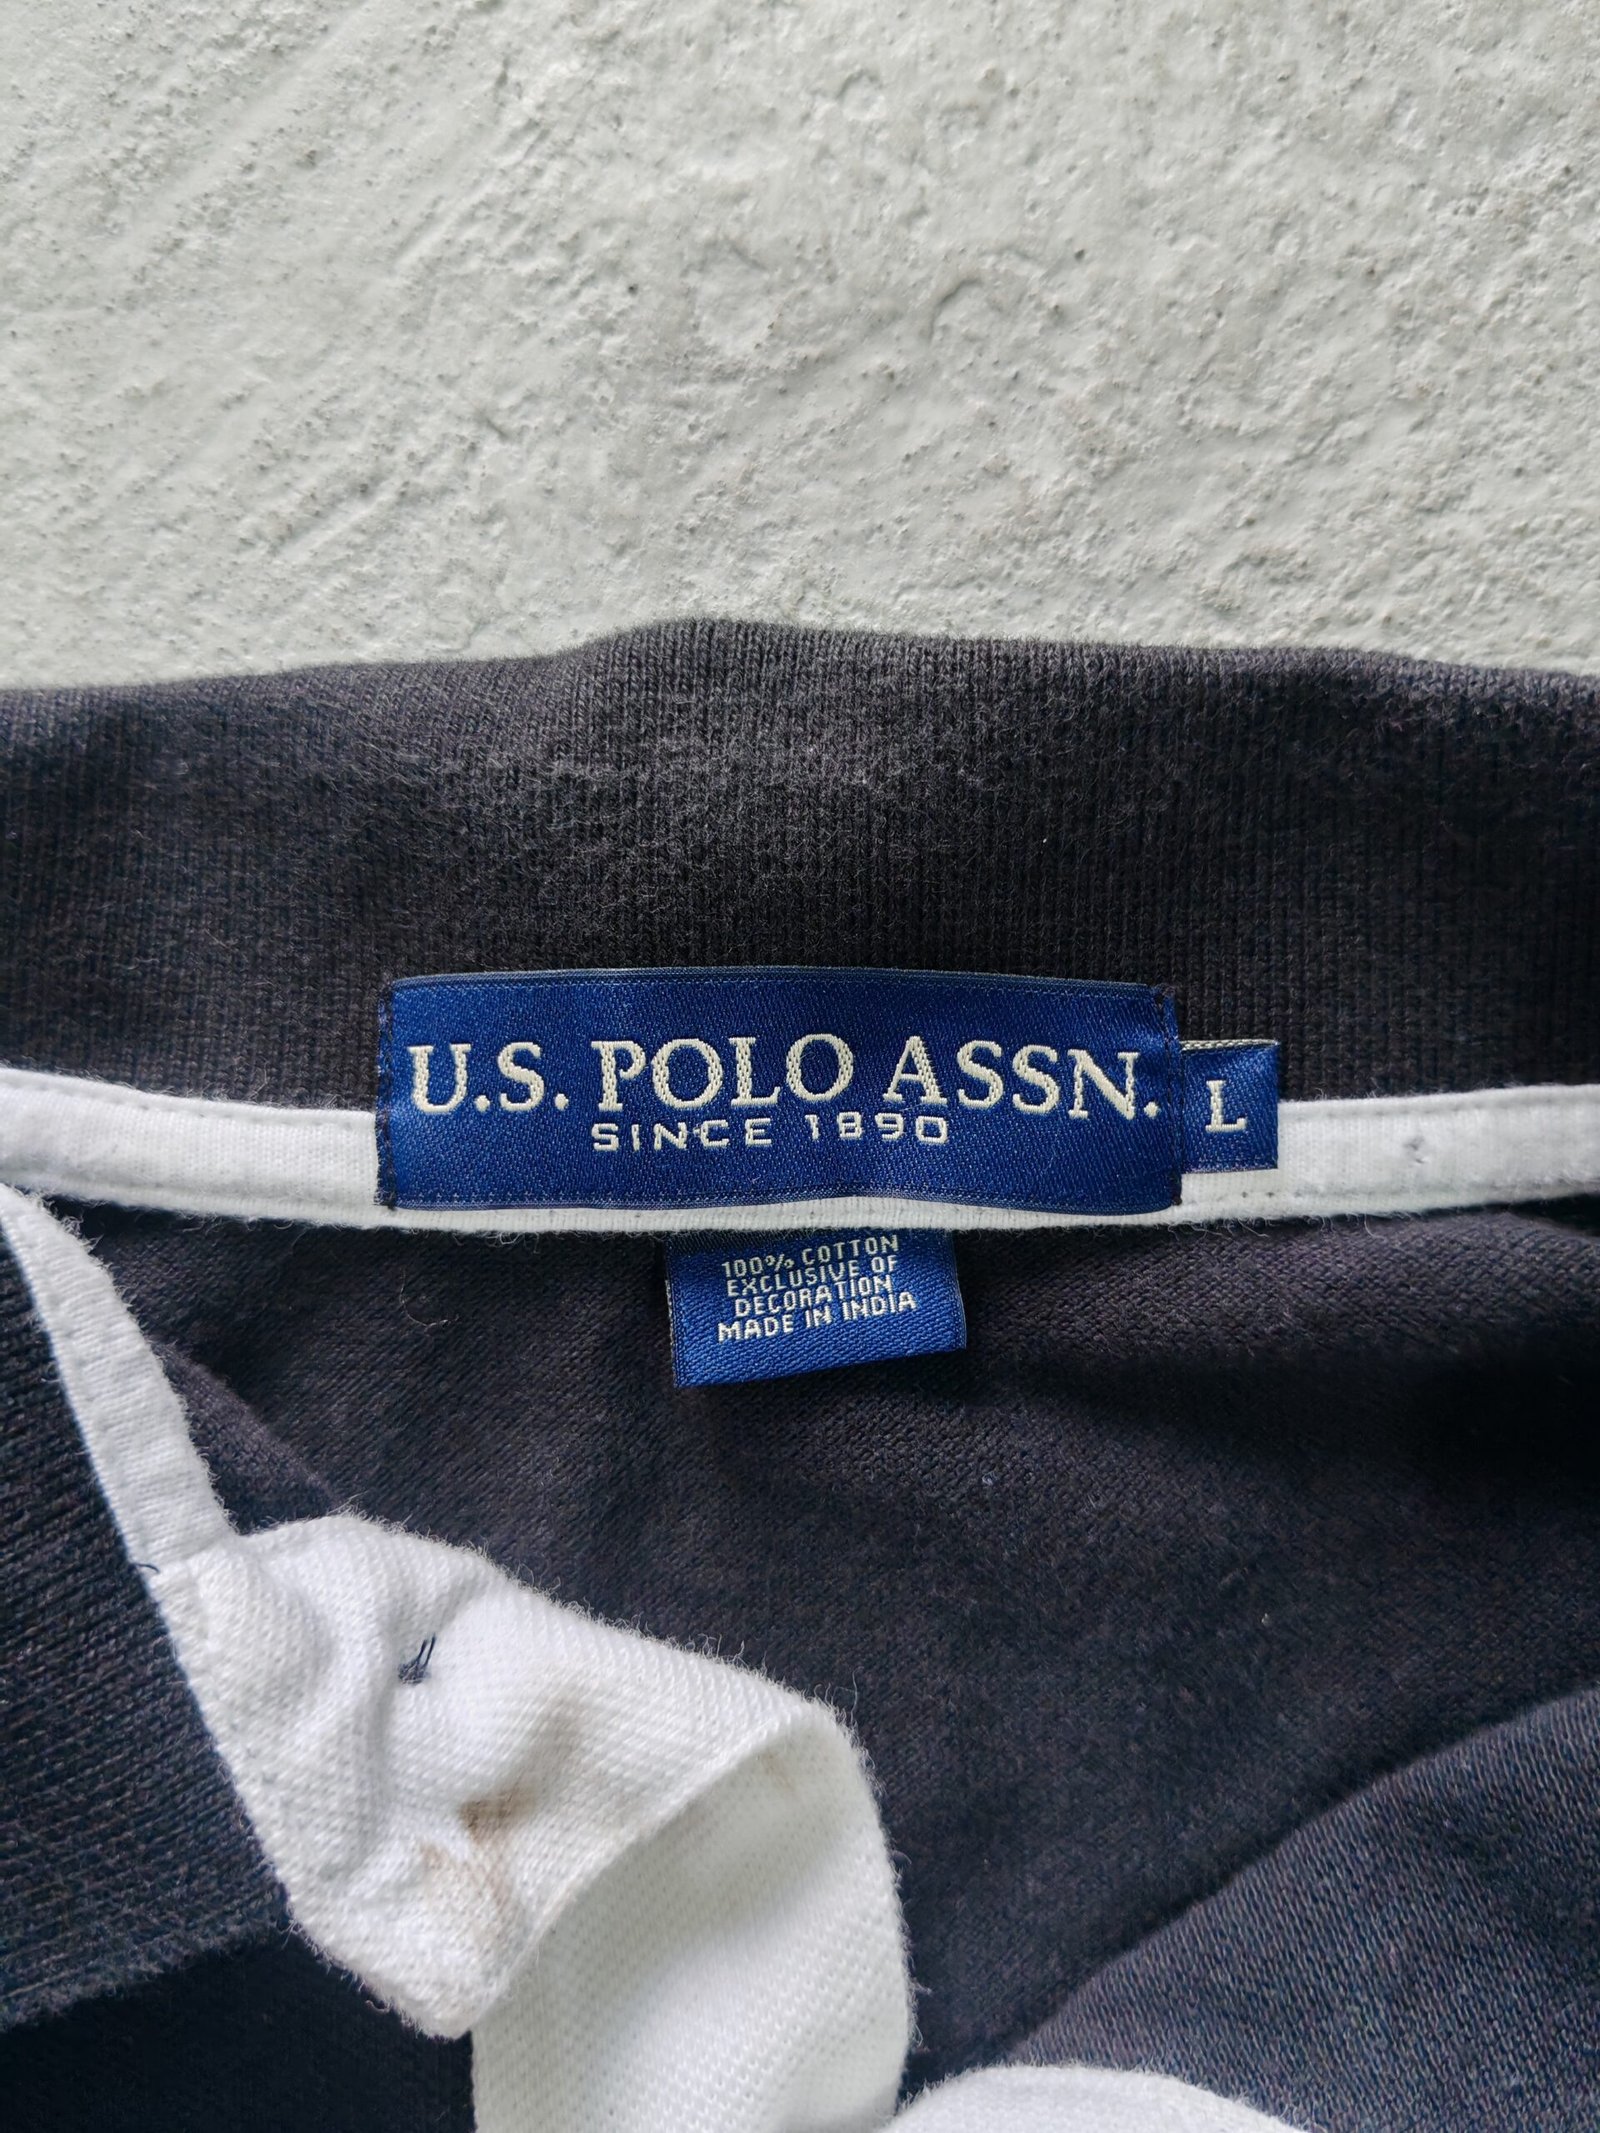 U.S. POLO ASSN.
SINCE 1890
L
100% COTTON
EXCLUSIVE OF
DECORATION
MADE IN INDIA